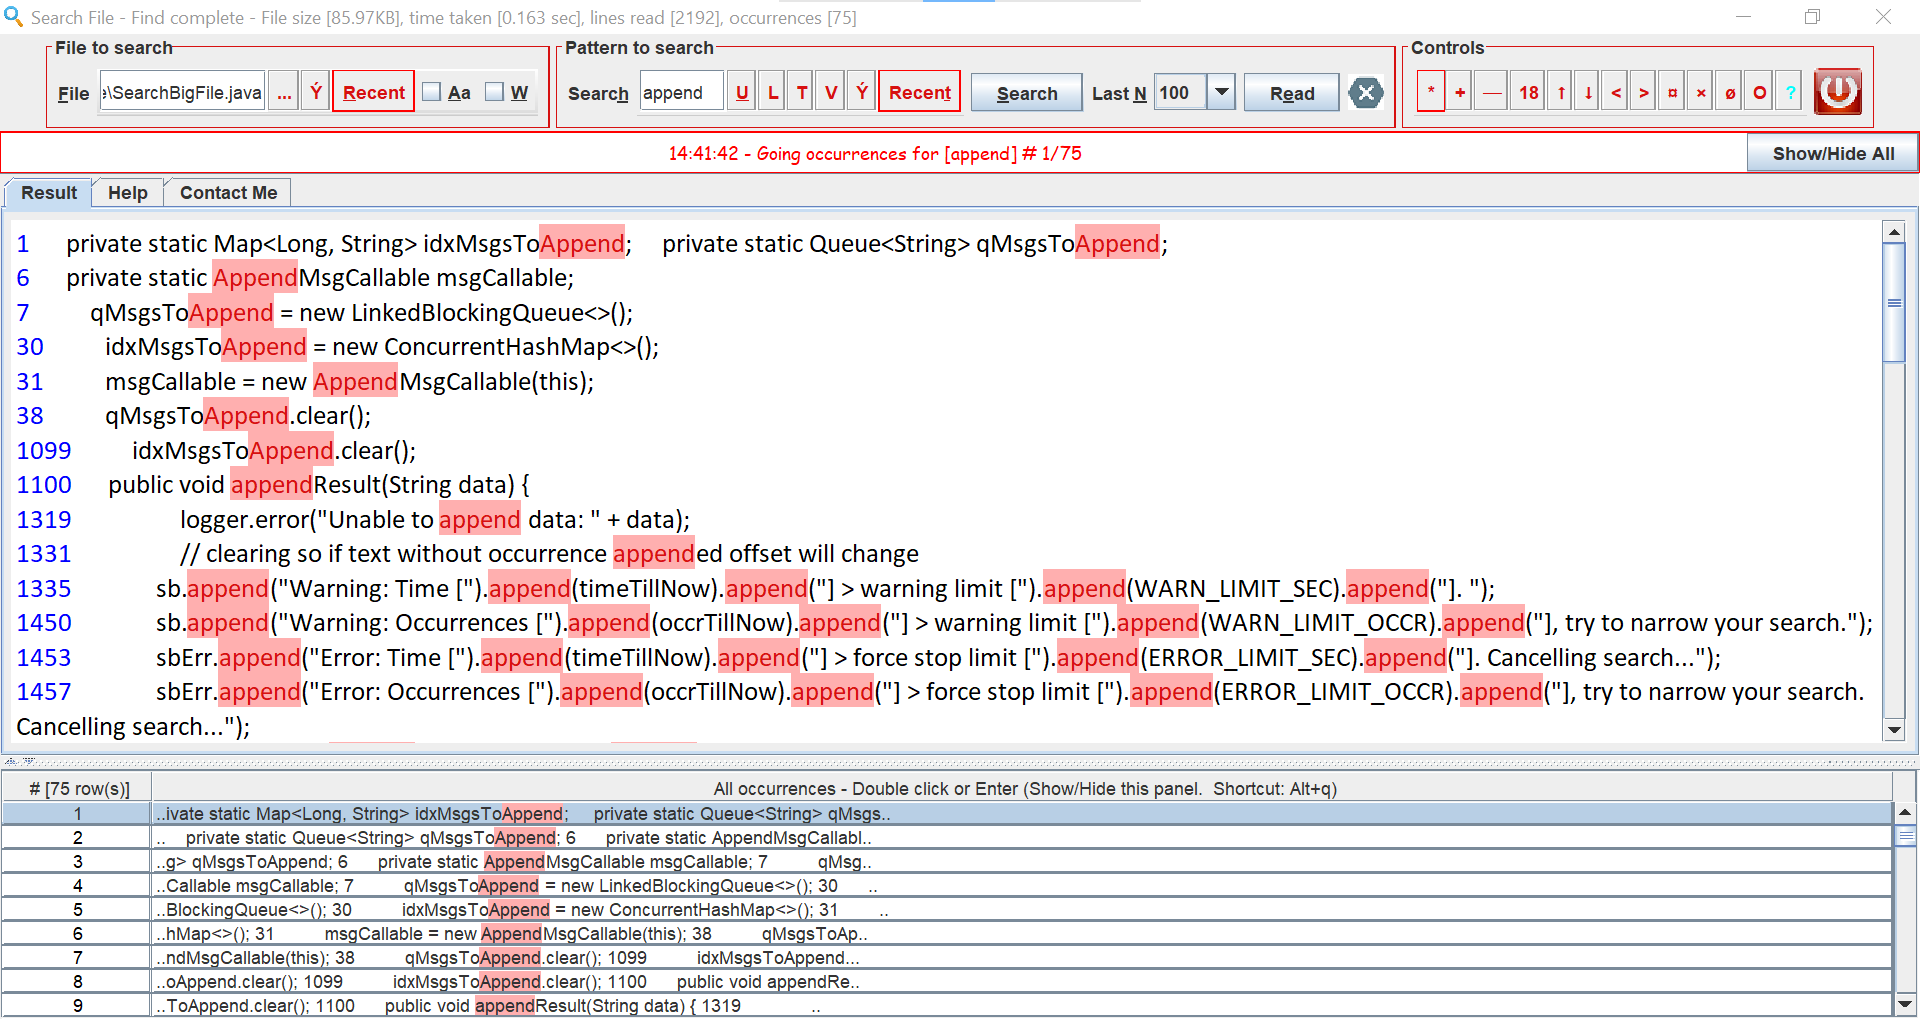 Search File - Find complete - File size [85.97KB], time taken [0.163 sec], lines read [2192], occurrences [75]
File to search Pattern to search Controls
File e\SearchBigFile.java ... Ý Recent Aa W Search append U L T V Ý Recent Search Last N 100 Read * + — 18 ↑ ↓ < > ¤ × ø O ?
14:41:42 - Going occurrences for [append] # 1/75 Show/Hide All
Result Help Contact Me
1 private static Map<Long, String> idxMsgsToAppend; private static Queue<String> qMsgsToAppend;
6 private static AppendMsgCallable msgCallable;
7 qMsgsToAppend = new LinkedBlockingQueue<>();
30 idxMsgsToAppend = new ConcurrentHashMap<>();
31 msgCallable = new AppendMsgCallable(this);
38 qMsgsToAppend.clear();
1099 idxMsgsToAppend.clear();
1100 public void appendResult(String data) {
1319 logger.error("Unable to append data: " + data);
1331 // clearing so if text without occurrence appended offset will change
1335 sb.append("Warning: Time [").append(timeTillNow).append("] > warning limit [").append(WARN_LIMIT_SEC).append("]. ");
1450 sb.append("Warning: Occurrences [").append(occrTillNow).append("] > warning limit [").append(WARN_LIMIT_OCCR).append("], try to narrow your search.");
1453 sbErr.append("Error: Time [").append(timeTillNow).append("] > force stop limit [").append(ERROR_LIMIT_SEC).append("]. Cancelling search...");
1457 sbErr.append("Error: Occurrences [").append(occrTillNow).append("] > force stop limit [").append(ERROR_LIMIT_OCCR).append("], try to narrow your search.
Cancelling search...");
# [75 row(s)] All occurrences - Double click or Enter (Show/Hide this panel. Shortcut: Alt+q)
1 ..ivate static Map<Long, String> idxMsgsToAppend; private static Queue<String> qMsgs..
2 .. private static Queue<String> qMsgsToAppend; 6 private static AppendMsgCallabl..
3 ..g> qMsgsToAppend; 6 private static AppendMsgCallable msgCallable; 7 qMsg..
4 ..Callable msgCallable; 7 qMsgsToAppend = new LinkedBlockingQueue<>(); 30 ..
5 ..BlockingQueue<>(); 30 idxMsgsToAppend = new ConcurrentHashMap<>(); 31 ..
6 ..hMap<>(); 31 msgCallable = new AppendMsgCallable(this); 38 qMsgsToAp..
7 ..ndMsgCallable(this); 38 qMsgsToAppend.clear(); 1099 idxMsgsToAppend...
8 ..oAppend.clear(); 1099 idxMsgsToAppend.clear(); 1100 public void appendRe..
9 ..ToAppend.clear(); 1100 public void appendResult(String data) { 1319 ..